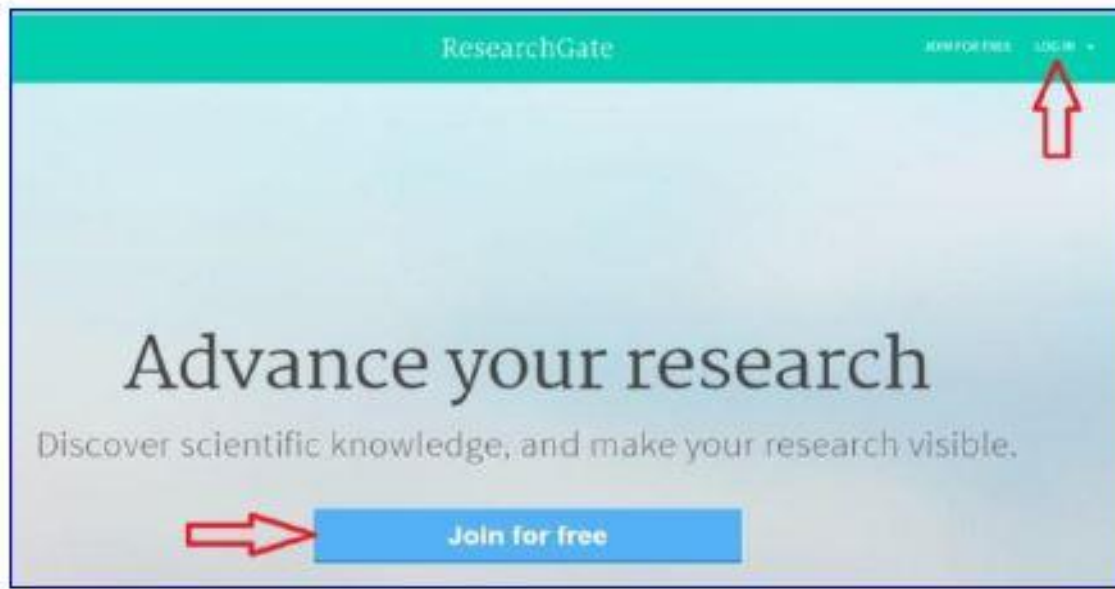 ResearchGate
JOIN FOR FREE LOG IN
Advance your research
Discover scientific knowledge, and make your research visible.
Join for free